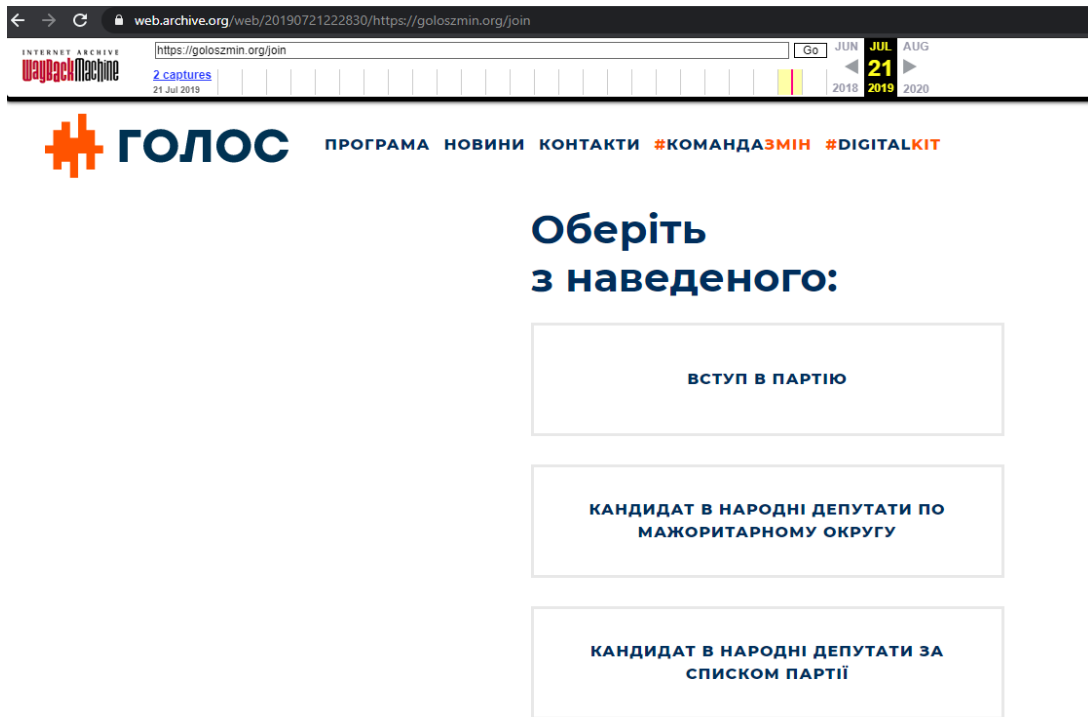 web.archive.org/web/20190721222830/https://goloszmin.org/join
INTERNET ARCHIVE
WayBackMachine
https://goloszmin.org/join
Go
JUN JUL AUG
2 captures
21
21 Jul 2019
2018 2019 2020
ГОЛОС
ПРОГРАМА НОВИНИ КОНТАКТИ #КОМАНДАЗМІН #DIGITALKIT
Оберіть
з наведеного:
ВСТУП В ПАРТІЮ
КАНДИДАТ В НАРОДНІ ДЕПУТАТИ ПО
МАЖОРИТАРНОМУ ОКРУГУ
КАНДИДАТ В НАРОДНІ ДЕПУТАТИ ЗА
СПИСКОМ ПАРТІЇ